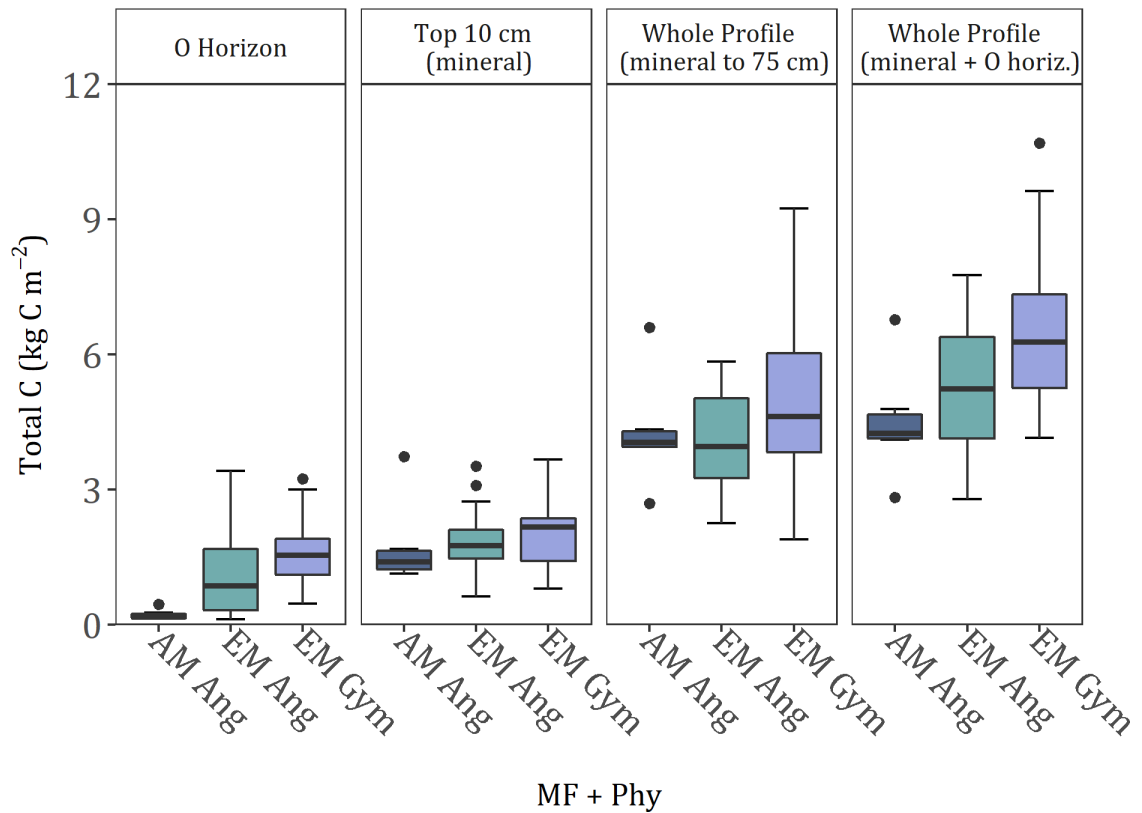 O Horizon
Top 10 cm
(mineral)
Whole Profile
(mineral to 75 cm)
Whole Profile
(mineral + O horiz.)
Total C (kg C m⁻²)
12
9
6
3
0
AM Ang
EM Ang
EM Gym
AM Ang
EM Ang
EM Gym
AM Ang
EM Ang
EM Gym
AM Ang
EM Ang
EM Gym
MF + Phy